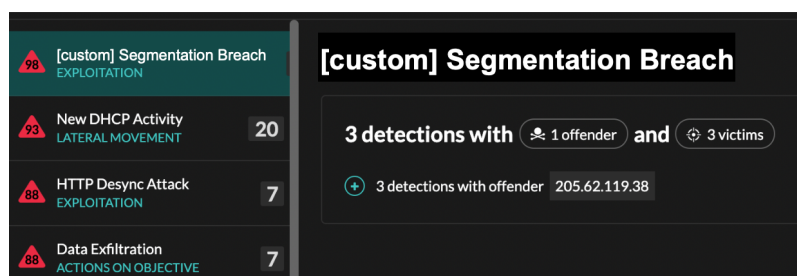 98
[custom] Segmentation Breach
EXPLOITATION
93
New DHCP Activity
LATERAL MOVEMENT
20
88
HTTP Desync Attack
EXPLOITATION
7
88
Data Exfiltration
ACTIONS ON OBJECTIVE
7
[custom] Segmentation Breach
3 detections with 1 offender and 3 victims
3 detections with offender 205.62.119.38